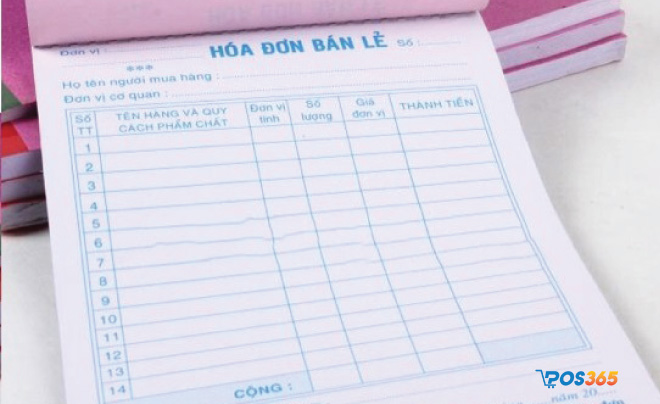 Đơn vị :
HÓA ĐƠN BÁN LẺ Số :
***
Họ tên người mua hàng :
Đơn vị cơ quan :
Số TT TÊN HÀNG VÀ QUY CÁCH PHẨM CHẤT Đơn vị tính Số lượng Giá đơn vị THÀNH TIỀN
1
2
3
4
5
6
7
8
9
10
11
12
13
14 CỘNG :
năm 20
POS365